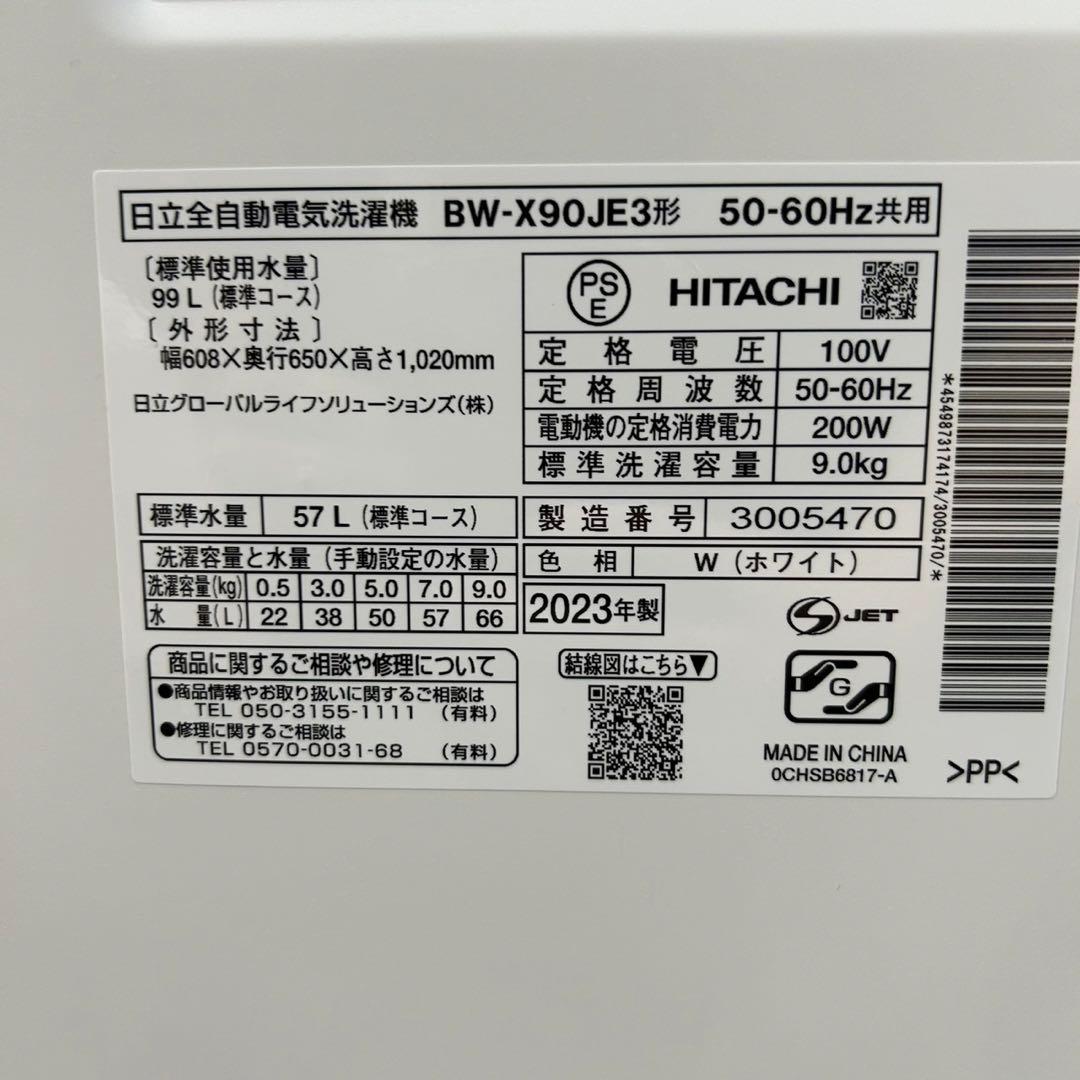 日立全自動電気洗濯機 BW-X90JE3形 50-60Hz共用
〔標準使用水量〕
99 L (標準コース)
〔外形寸法〕
幅608×奥行650×高さ1,020mm
日立グローバルライフソリューションズ(株)
PS
E
HITACHI
定格電圧 100V
定格周波数 50-60Hz
電動機の定格消費電力 200W
標準洗濯容量 9.0kg
標準水量 57 L (標準コース)
製造番号 3005470
洗濯容量と水量 (手動設定の水量)
洗濯容量(kg) 0.5 3.0 5.0 7.0 9.0
水量(L) 22 38 50 57 66
色相 W (ホワイト)
2023年製
S JET
商品に関するご相談や修理について
●商品情報やお取り扱いに関するご相談は
TEL 050-3155-1111 (有料)
●修理に関するご相談は
TEL 0570-0031-68 (有料)
結線図はこちら▼
G
MADE IN CHINA
0CHSB6817-A
>PP<
*4549873174174/3005470/*